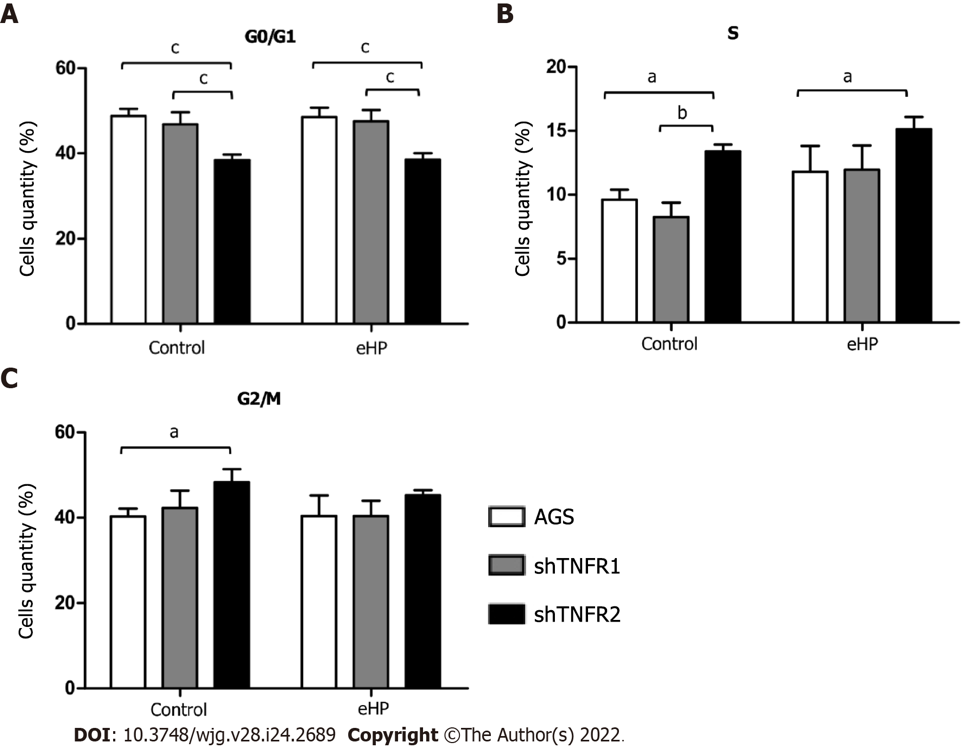 A
G0/G1
Cells quantity (%)
60
40
20
0
c
c
c
c
Control
eHP
B
S
Cells quantity (%)
20
15
10
5
0
a
b
a
Control
eHP
C
G2/M
Cells quantity (%)
60
40
20
0
a
Control
eHP
AGS
shTNFR1
shTNFR2
DOI: 10.3748/wjg.v28.i24.2689 Copyright ©The Author(s) 2022.